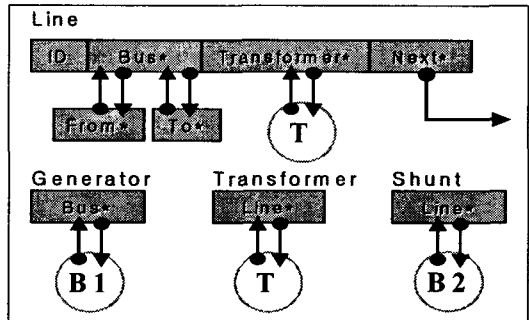 Line
ID Bus* Transformer* Next*
From* To* T
Generator Transformer Shunt
Bus* Line* Line*
B1 T B2